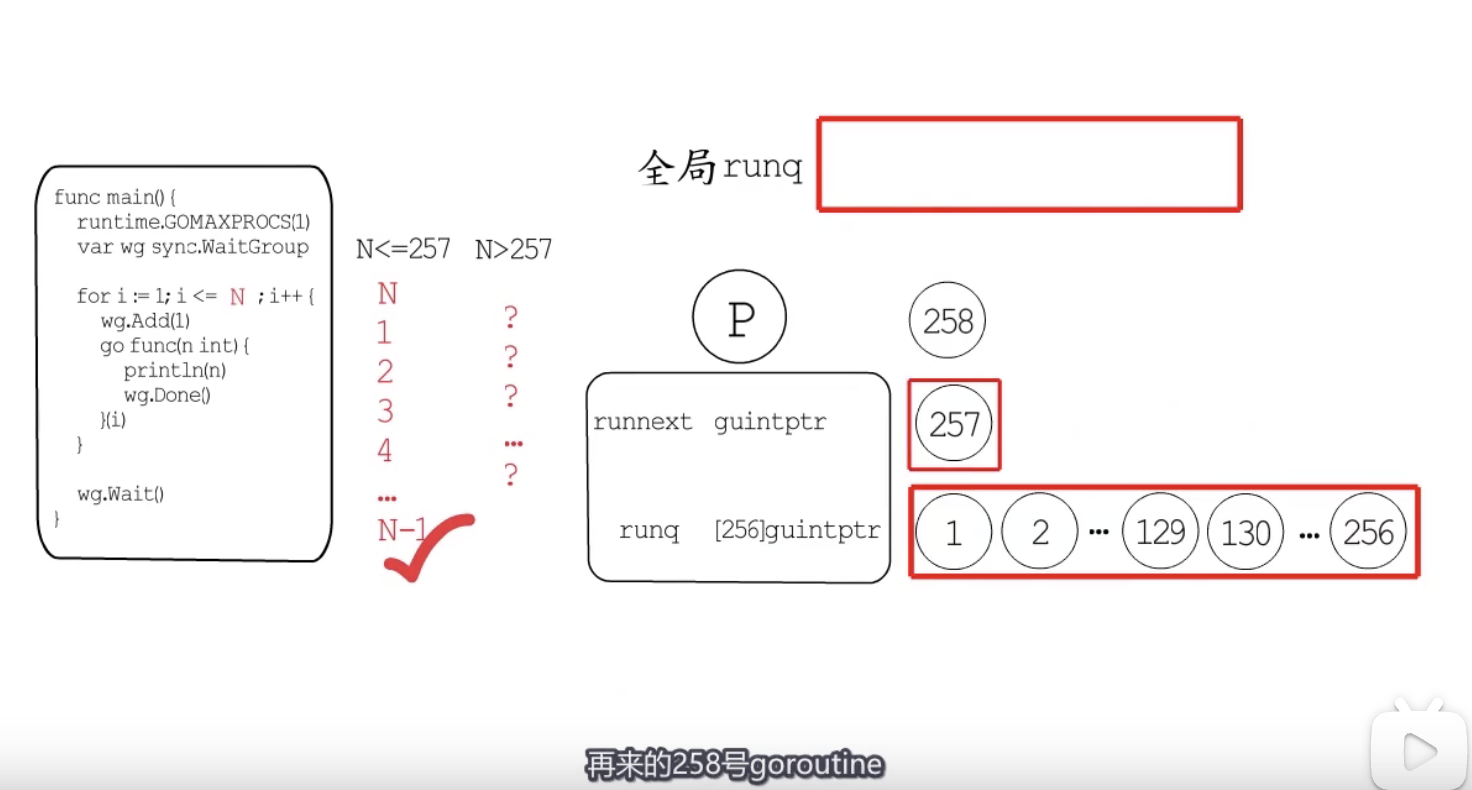 全局runq
func main() {
runtime.GOMAXPROCS(1)
var wg sync.WaitGroup
for i := 1; i <= N ; i++ {
wg.Add(1)
go func(n int) {
println(n)
wg.Done()
}(i)
}
wg.Wait()
}
N<=257
N
1
2
3
4
…
N-1
N>257
?
?
?
…
?
P
258
runnext guintptr
257
runq [256]guintptr
1 2 … 129 130 … 256
再来的258号goroutine